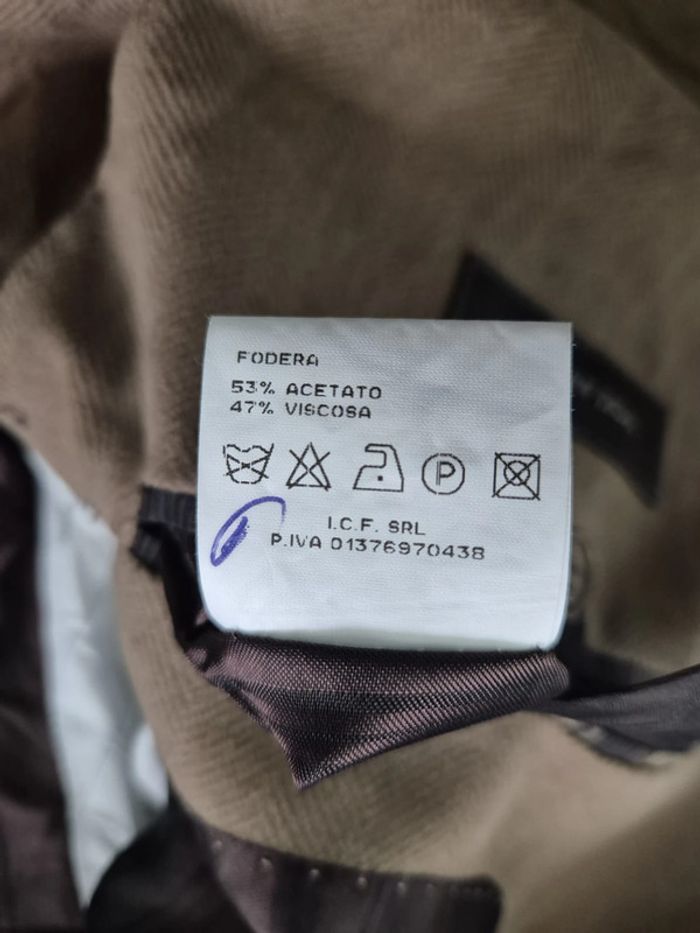 FODERA
53% ACETATO
47% VISCOSA
P
I.C.F. SRL
P.IVA 01376970438